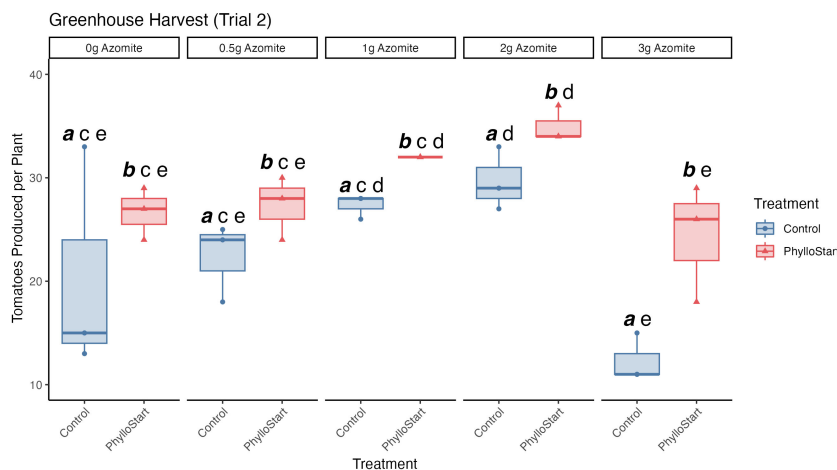 Greenhouse Harvest (Trial 2)
0g Azomite
0.5g Azomite
1g Azomite
2g Azomite
3g Azomite
Tomatoes Produced per Plant
40
30
20
10
a c e
b c e
a c e
b c e
a c d
b c d
a d
b d
a e
b e
Control
PhylloStart
Control
PhylloStart
Control
PhylloStart
Control
PhylloStart
Control
PhylloStart
Treatment
Treatment
Control
PhylloStar